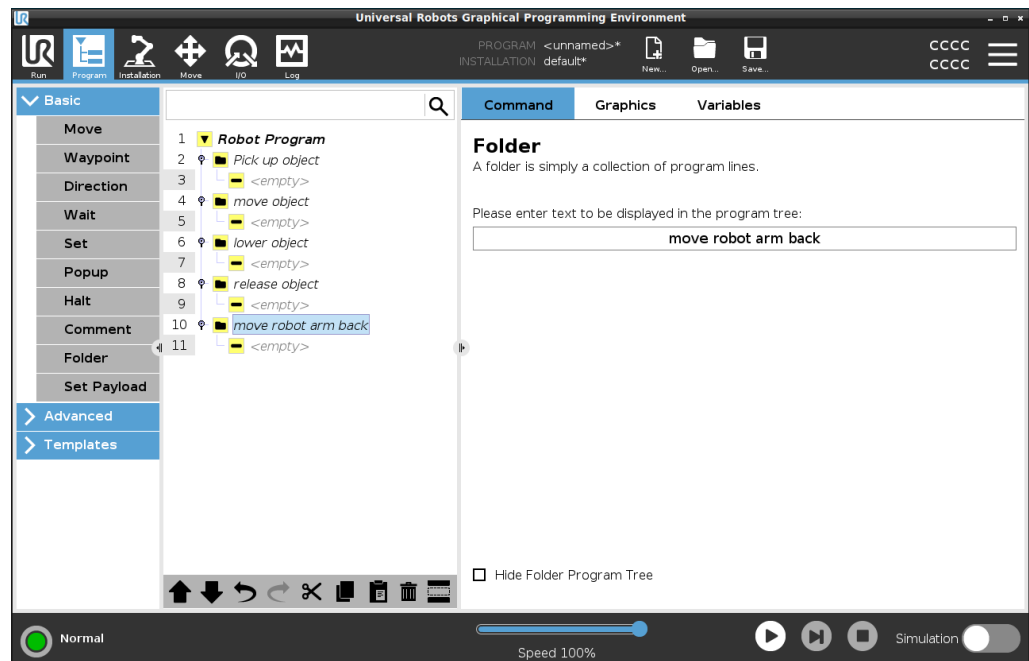 Universal Robots Graphical Programming Environment
UR
Run
Program
Installation
Move
I/O
Log
PROGRAM <unnamed>*
INSTALLATION default*
New...
Open...
Save...
CCCC
CCCC
Basic
Move
Waypoint
Direction
Wait
Set
Popup
Halt
Comment
Folder
Set Payload
Advanced
Templates
1 Robot Program
2 Pick up object
3 <empty>
4 move object
5 <empty>
6 lower object
7 <empty>
8 release object
9 <empty>
10 move robot arm back
11 <empty>
Command Graphics Variables
Folder
A folder is simply a collection of program lines.
Please enter text to be displayed in the program tree:
move robot arm back
Hide Folder Program Tree
Normal
Speed 100%
Simulation